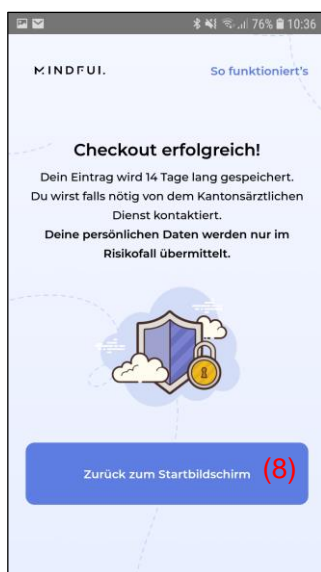 76% 10:36
MINDFUL
So funktioniert's
Checkout erfolgreich!
Dein Eintrag wird 14 Tage lang gespeichert.
Du wirst falls nötig von dem Kantonsärztlichen
Dienst kontaktiert.
Deine persönlichen Daten werden nur im
Risikofall übermittelt.
Zurück zum Startbildschirm (8)